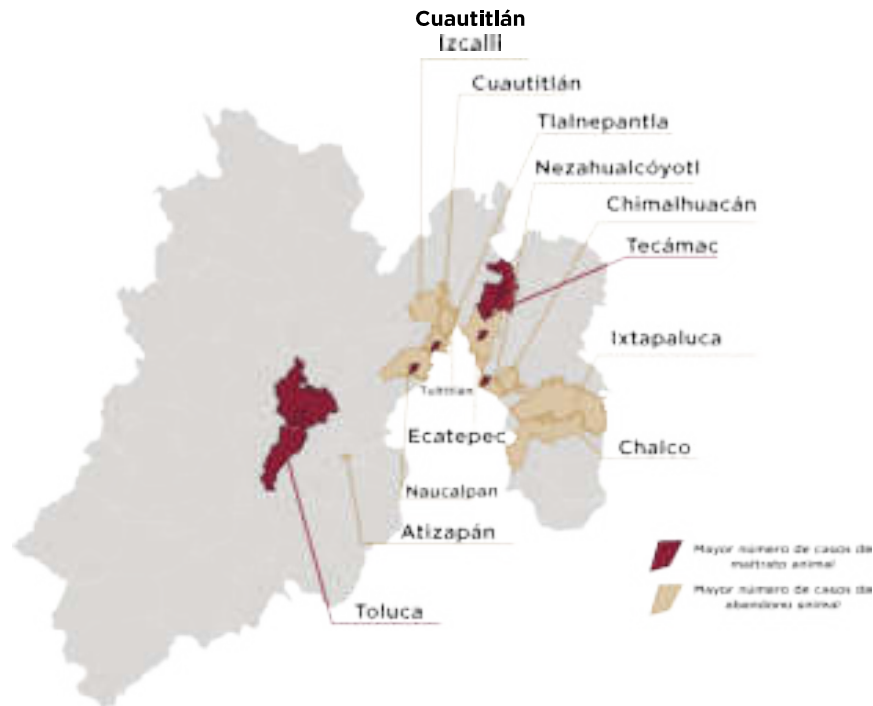 Cuautitlán
Izcalli
Cuautitlán
Tlalnepantla
Nezahualcóyotl
Chimalhuacán
Tecámac
Ixtapaluca
Tultitlan
Ecatepec
Chalco
Naucalpan
Atizapán
Toluca
Mayor número de casos de
maltrato animal
Mayor número de casos de
abandono animal